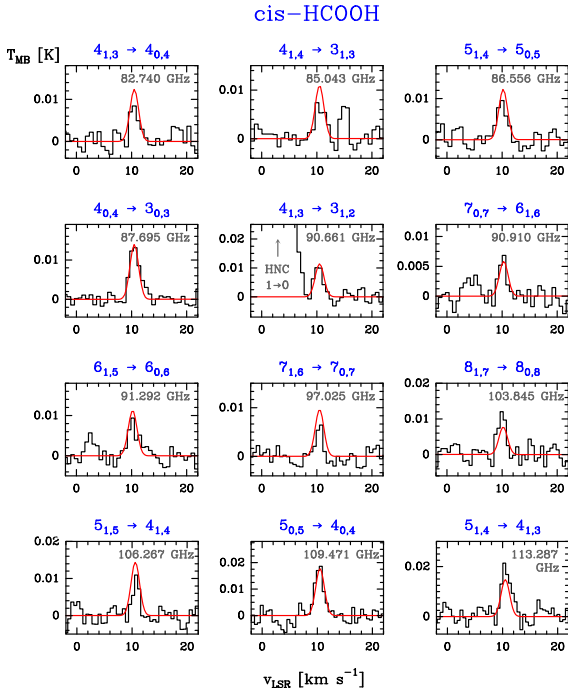 cis−HCOOH
T_MB [K]
4_1,3 → 4_0,4
4_1,4 → 3_1,3
5_1,4 → 5_0,5
82.740 GHz
85.043 GHz
86.556 GHz
0.01 0
0.01 0
0.01 0
0 10 20
0 10 20
0 10 20
4_0,4 → 3_0,3
4_1,3 → 3_1,2
7_0,7 → 6_1,6
87.695 GHz
90.661 GHz
90.910 GHz
↑
HNC
1→0
0.02 0.01 0
0.02 0.01 0
0.01 0.005 0
0 10 20
0 10 20
0 10 20
6_1,5 → 6_0,6
7_1,6 → 7_0,7
8_1,7 → 8_0,8
91.292 GHz
97.025 GHz
103.845 GHz
0.01 0
0.01 0
0.02 0.01 0
0 10 20
0 10 20
0 10 20
5_1,5 → 4_1,4
5_0,5 → 4_0,4
5_1,4 → 4_1,3
106.267 GHz
109.471 GHz
113.287
GHz
0.02 0.01 0
0.02 0
0.02 0
0 10 20
0 10 20
0 10 20
v_LSR [km s⁻¹]